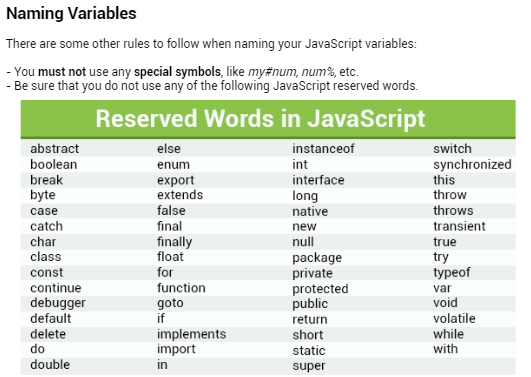 Naming Variables
There are some other rules to follow when naming your JavaScript variables:
- You must not use any special symbols, like my#num, num%, etc.
- Be sure that you do not use any of the following JavaScript reserved words.
Reserved Words in JavaScript
abstract else instanceof switch
boolean enum int synchronized
break export interface this
byte extends long throw
case false native throws
catch final new transient
char finally null true
class float package try
const for private typeof
continue function protected var
debugger goto public void
default if return volatile
delete implements short while
do import static with
double in super